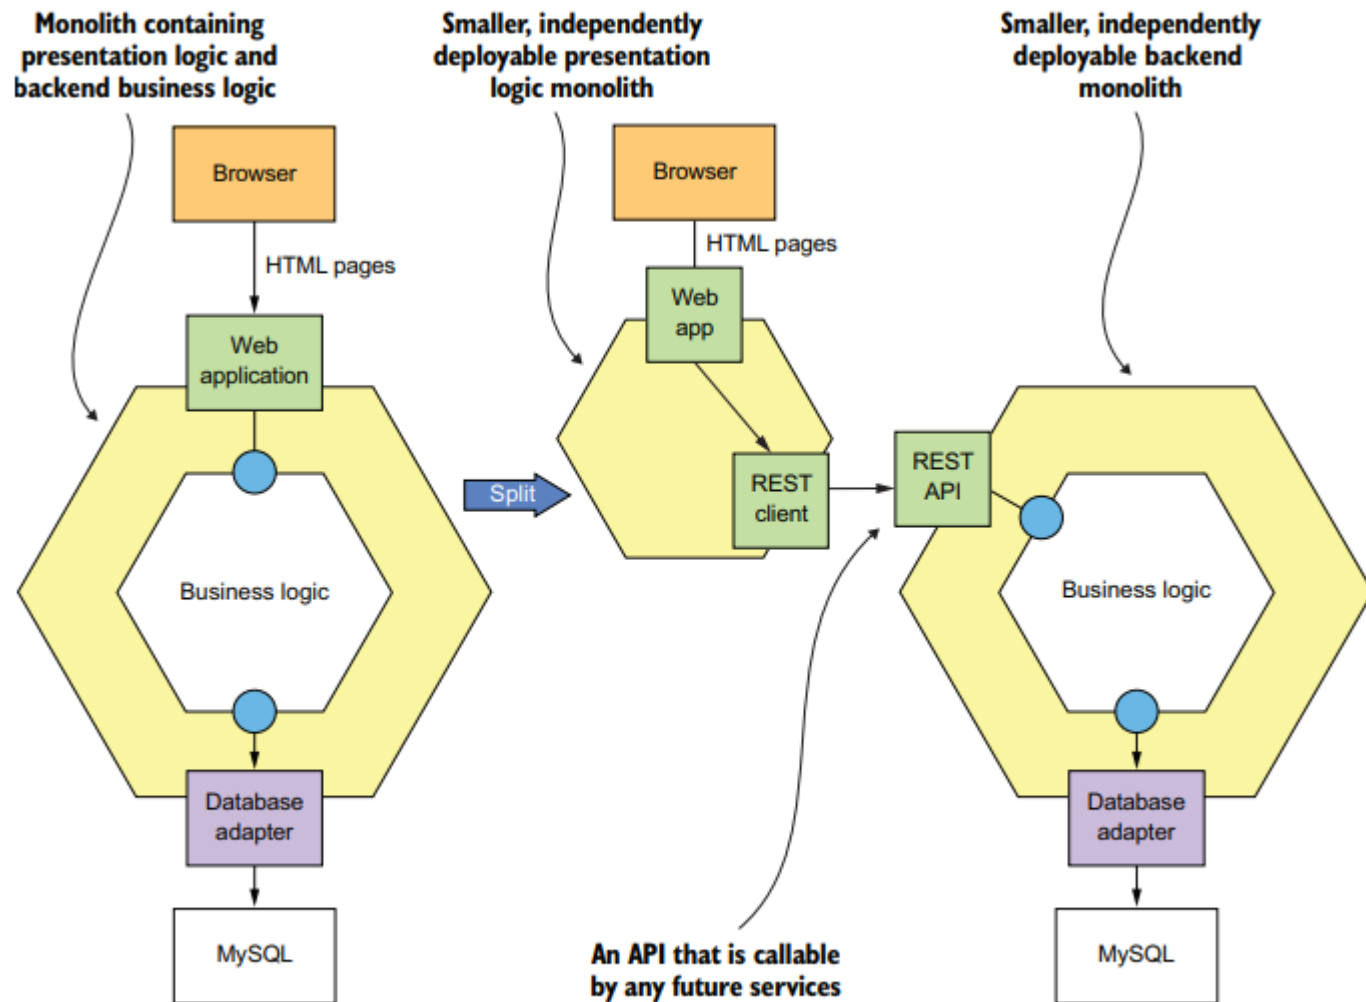 Monolith containing
presentation logic and
backend business logic
Smaller, independently
deployable presentation
logic monolith
Smaller, independently
deployable backend
monolith
Browser
HTML pages
Web
application
Business logic
Database
adapter
MySQL
Split
Browser
HTML pages
Web
app
REST
client
REST
API
Business logic
Database
adapter
MySQL
An API that is callable
by any future services